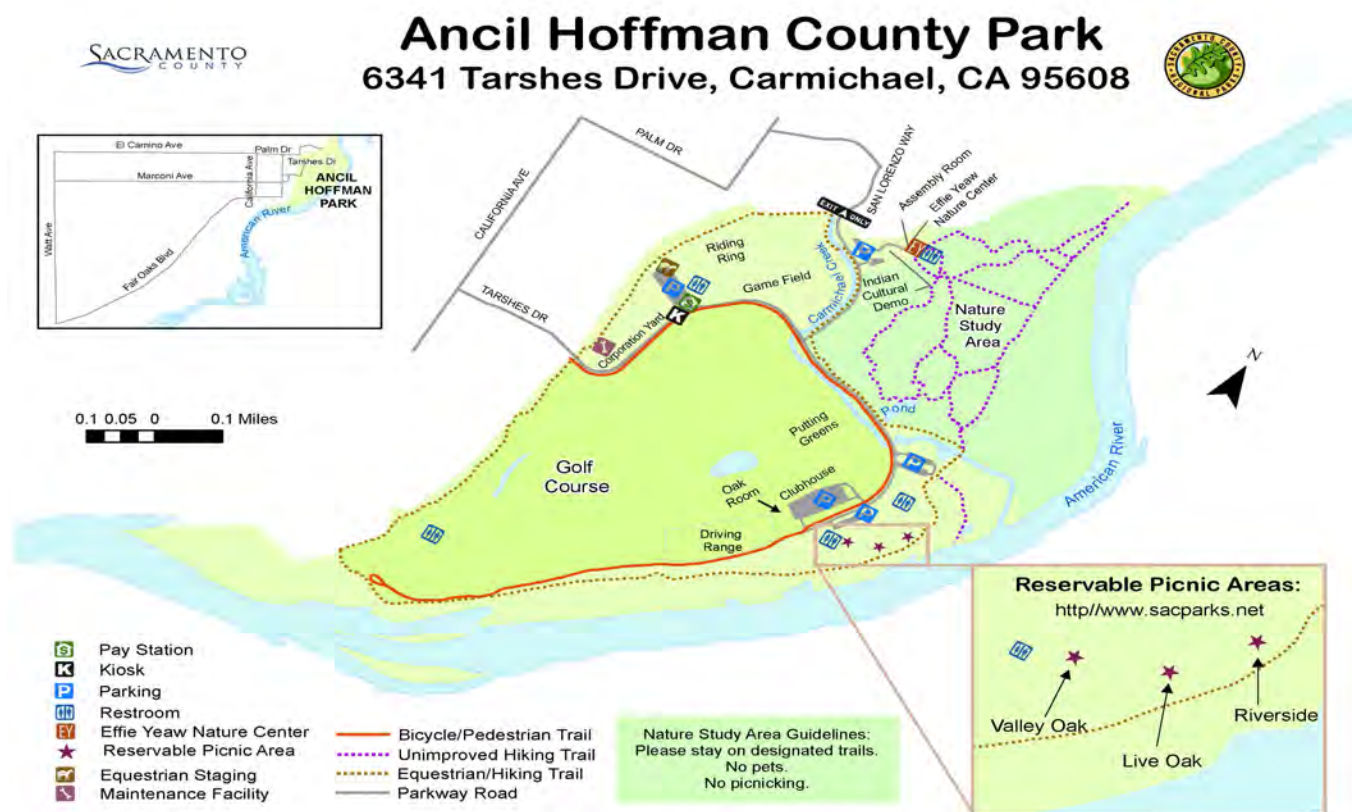 Ancil Hoffman County Park
6341 Tarshes Drive, Carmichael, CA 95608
SACRAMENTO
COUNTY
SACRAMENTO COUNTY
REGIONAL PARKS
El Camino Ave
Palm Dr
Tarshes Dr
Marconi Ave
California Ave
ANCIL
HOFFMAN
PARK
American River
Watt Ave
Fair Oaks Blvd
PALM DR
CALIFORNIA AVE
SAN LORENZO WAY
TARSHES DR
EXIT ONLY
Assembly Room
Effie Yeaw
Nature Center
EY
Riding
Ring
Game Field
Carmichael Creek
Indian
Cultural
Demo
Nature
Study
Area
P
P
S
K
Corporation Yard
N
0.1 0.05 0 0.1 Miles
Pond
Putting
Greens
Golf
Course
Oak
Room
Clubhouse
P
P
P
Driving
Range
American River
Reservable Picnic Areas:
http//www.sacparks.net
Valley Oak
Live Oak
Riverside
S Pay Station
K Kiosk
P Parking
Restroom
EY Effie Yeaw Nature Center
Reservable Picnic Area
Equestrian Staging
Maintenance Facility
Bicycle/Pedestrian Trail
Unimproved Hiking Trail
Equestrian/Hiking Trail
Parkway Road
Nature Study Area Guidelines:
Please stay on designated trails.
No pets.
No picnicking.